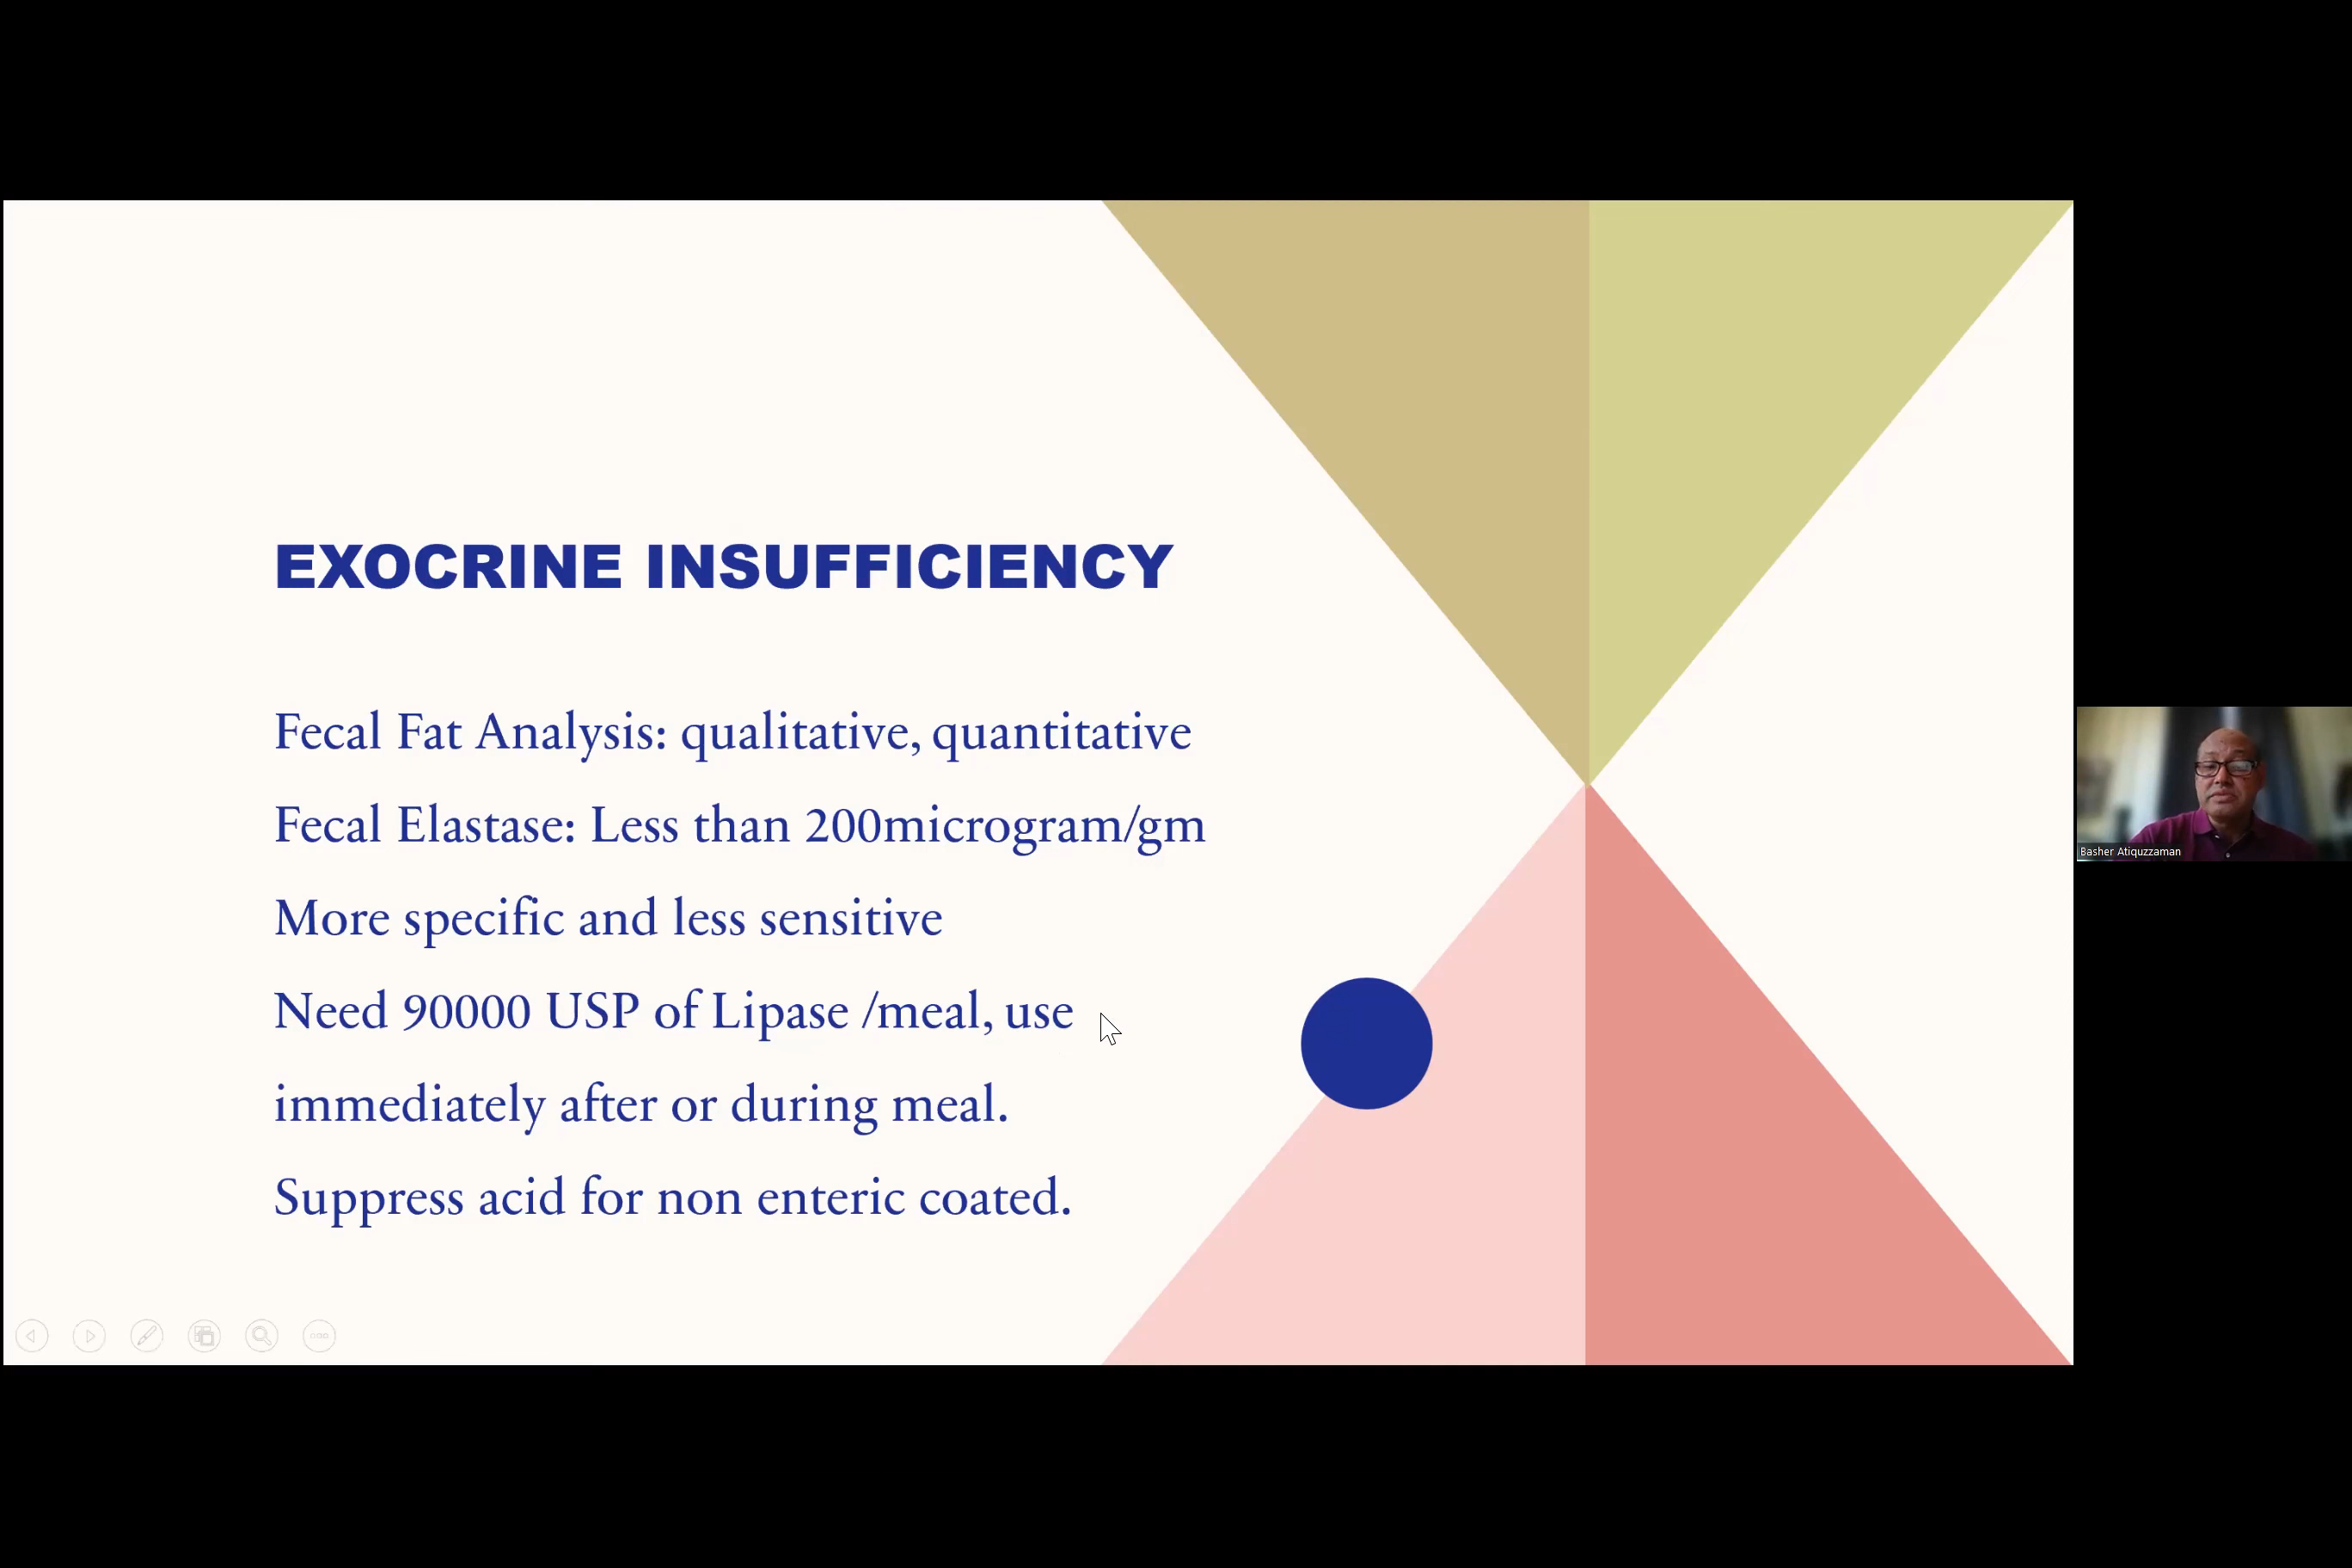 EXOCRINE INSUFFICIENCY
Fecal Fat Analysis: qualitative, quantitative
Fecal Elastase: Less than 200microgram/gm
More specific and less sensitive
Need 90000 USP of Lipase /meal, use
immediately after or during meal.
Suppress acid for non enteric coated.
Basher Atiquzzaman